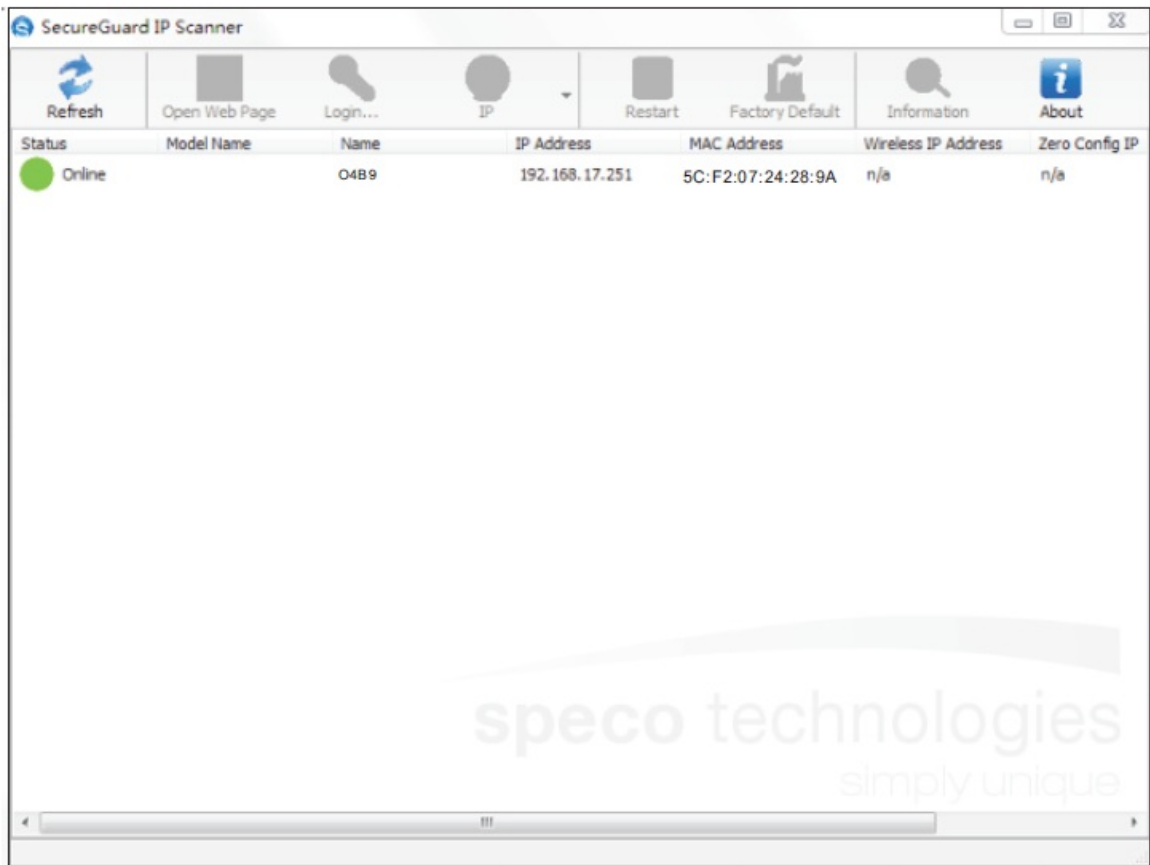 SecureGuard IP Scanner
Refresh Open Web Page Login... IP Restart Factory Default Information About
Status Model Name Name IP Address MAC Address Wireless IP Address Zero Config IP
Online O4B9 192.168.17.251 5C:F2:07:24:28:9A n/a n/a
speco technologies
simply unique